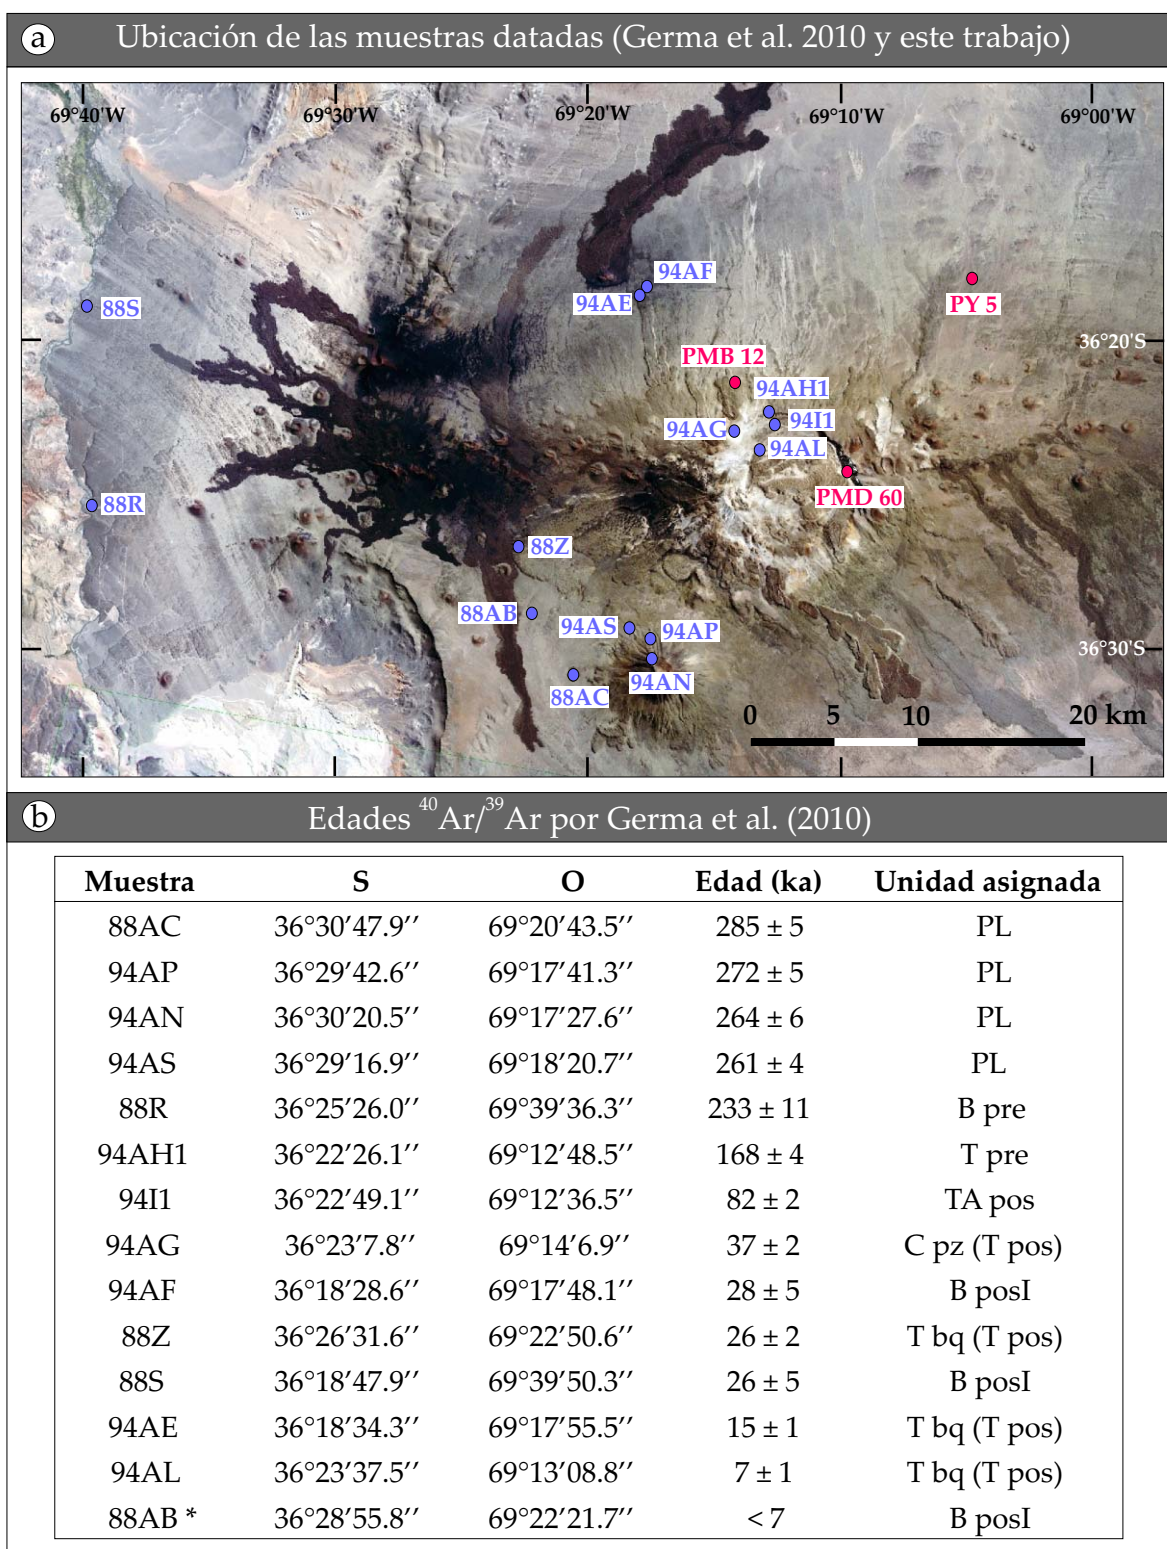 a Ubicación de las muestras datadas (Germa et al. 2010 y este trabajo)
69°40'W 69°30'W 69°20'W 69°10'W 69°00'W
94AF
94AE
88S
PY 5
36°20'S
PMB 12
94AH1
94I1
94AG
94AL
PMD 60
88R
88Z
88AB
94AS
94AP
36°30'S
94AN
88AC
0 5 10 20 km
b Edades ⁴⁰Ar/³⁹Ar por Germa et al. (2010)
Muestra S O Edad (ka) Unidad asignada
88AC 36°30’47.9’’ 69°20’43.5’’ 285 ± 5 PL
94AP 36°29’42.6’’ 69°17’41.3’’ 272 ± 5 PL
94AN 36°30’20.5’’ 69°17’27.6’’ 264 ± 6 PL
94AS 36°29’16.9’’ 69°18’20.7’’ 261 ± 4 PL
88R 36°25’26.0’’ 69°39’36.3’’ 233 ± 11 B pre
94AH1 36°22’26.1’’ 69°12’48.5’’ 168 ± 4 T pre
94I1 36°22’49.1’’ 69°12’36.5’’ 82 ± 2 TA pos
94AG 36°23’7.8’’ 69°14’6.9’’ 37 ± 2 C pz (T pos)
94AF 36°18’28.6’’ 69°17’48.1’’ 28 ± 5 B posI
88Z 36°26’31.6’’ 69°22’50.6’’ 26 ± 2 T bq (T pos)
88S 36°18’47.9’’ 69°39’50.3’’ 26 ± 5 B posI
94AE 36°18’34.3’’ 69°17’55.5’’ 15 ± 1 T bq (T pos)
94AL 36°23’37.5’’ 69°13’08.8’’ 7 ± 1 T bq (T pos)
88AB * 36°28’55.8’’ 69°22’21.7’’ < 7 B posI